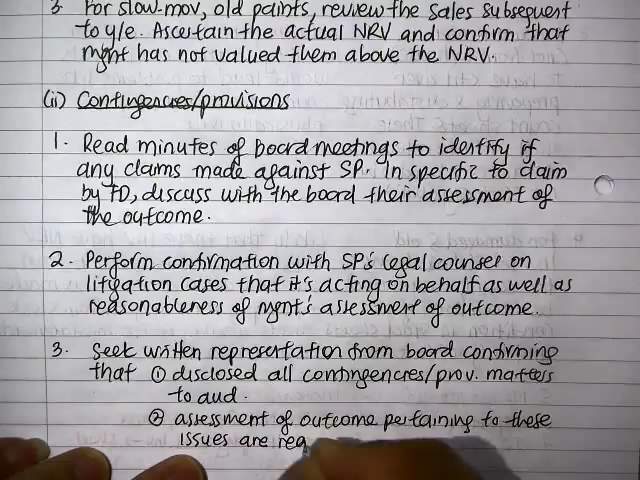 3. For slow-mov, old paints, review the sales subsequent
to y/e. Ascertain the actual NRV and confirm that
mgnt has not valued them above the NRV.
(ii) Contingencies/provisions
1. Read minutes of board meetings to identify if
any claims made against SP. In specific to claim
by TD, discuss with the board their assessment of
the outcome.
2. Perform confirmation with SP's legal counsel on
litigation cases that it's acting on behalf as well as
reasonableness of mgnt's assessment of outcome.
3. Seek written representation from board confirming
that ① disclosed all contingencies/prov. matters
to aud.
② assessment of outcome pertaining to these
issues are rea